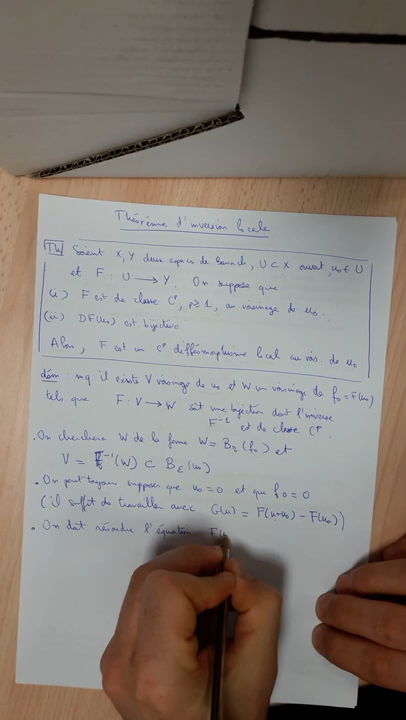 Théorème d'inversion locale
TH Soient X, Y deux espaces de Banach, U ⊂ X ouvert, u₀ ∈ U
et F : U → Y. On suppose que
(i) F est de classe Cᵖ, p ≥ 1, au voisinage de u₀.
(ii) DF(u₀) est bijective
Alors, F est un Cᵖ difféomorphisme local au vois. de u₀
dém : mq il existe V voisinage de u₀ et W un voisinage de f₀ = F(u₀)
tels que F : V → W est une bijection dont l'inverse
F⁻¹ est de classe Cᵖ.
. On cherchera W de la forme W = Bη(f₀) et
V = F⁻¹(W) ⊂ Bε(u₀)
. On peut toujours supposer que u₀ = 0 et que f₀ = 0
(il suffit de travailler avec G(u) = F(u+u₀) - F(u₀))
. On doit résoudre l'équation F(u